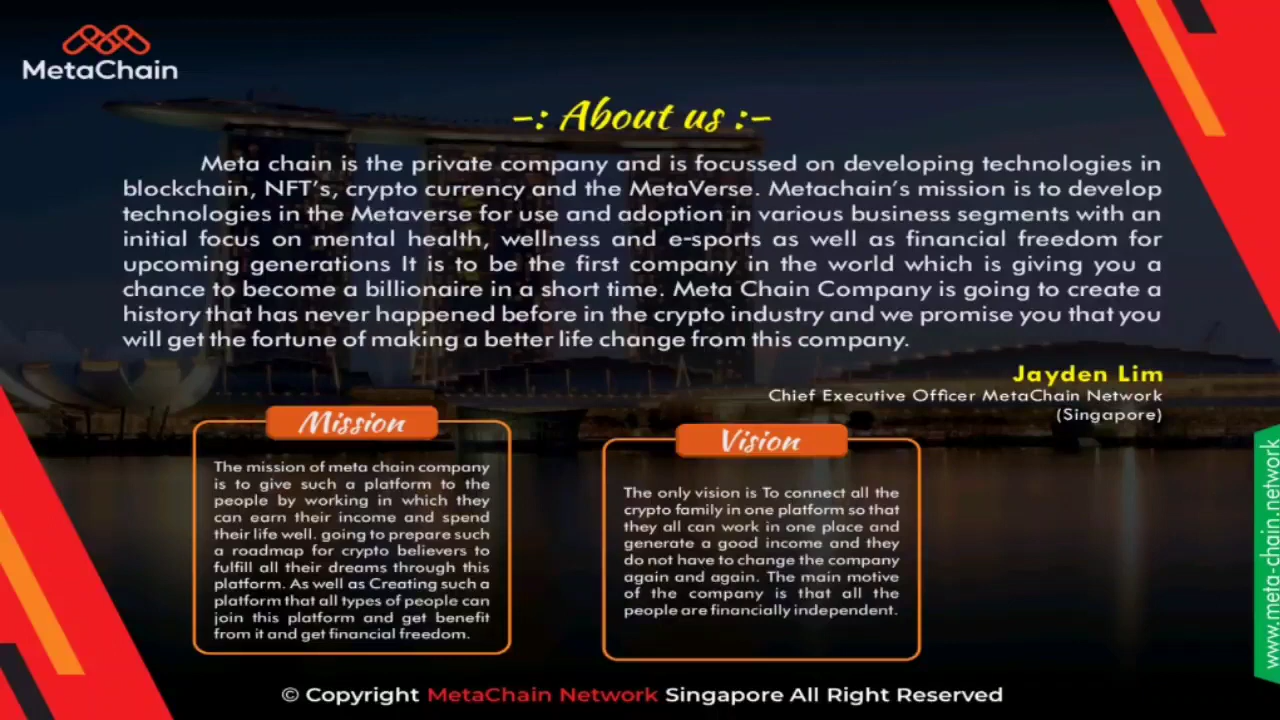 MetaChain
-: About us :-
Meta chain is the private company and is focussed on developing technologies in
blockchain, NFT's, crypto currency and the MetaVerse. Metachain's mission is to develop
technologies in the Metaverse for use and adoption in various business segments with an
initial focus on mental health, wellness and e-sports as well as financial freedom for
upcoming generations It is to be the first company in the world which is giving you a
chance to become a billionaire in a short time. Meta Chain Company is going to create a
history that has never happened before in the crypto industry and we promise you that you
will get the fortune of making a better life change from this company.
Jayden Lim
Chief Executive Officer MetaChain Network
(Singapore)
Mission
The mission of meta chain company
is to give such a platform to the
people by working in which they
can earn their income and spend
their life well. going to prepare such
a roadmap for crypto believers to
fulfill all their dreams through this
platform. As well as Creating such a
platform that all types of people can
join this platform and get benefit
from it and get financial freedom.
Vision
The only vision is To connect all the
crypto family in one platform so that
they all can work in one place and
generate a good income and they
do not have to change the company
again and again. The main motive
of the company is that all the
people are financially independent.
www.meta-chain.network
© Copyright MetaChain Network Singapore All Right Reserved